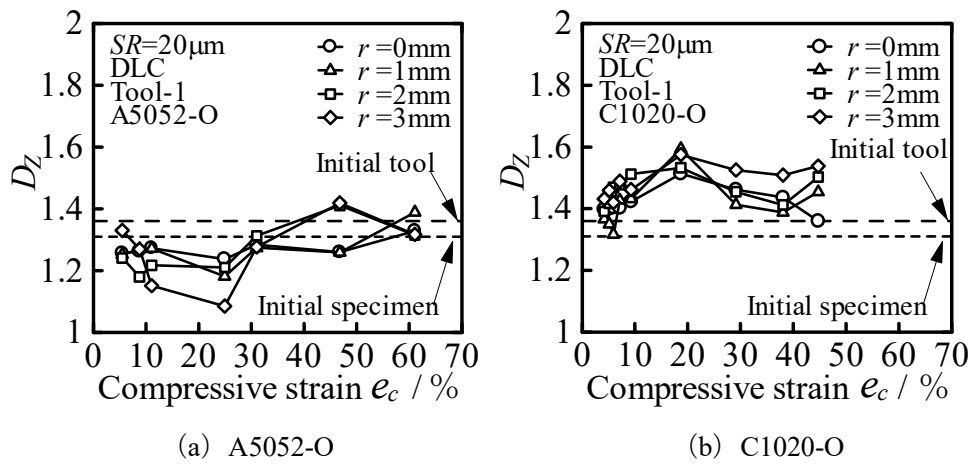 2
1.8
1.6
1.4
1.2
1
D_Z
SR=20μm
DLC
Tool-1
A5052-O
r =0mm
r =1mm
r =2mm
r =3mm
Initial tool
Initial specimen
0 10 20 30 40 50 60 70
Compressive strain e_c / %
(a) A5052-O
2
1.8
1.6
1.4
1.2
1
D_Z
SR=20μm
DLC
Tool-1
C1020-O
r =0mm
r =1mm
r =2mm
r =3mm
Initial tool
Initial specimen
0 10 20 30 40 50 60 70
Compressive strain e_c / %
(b) C1020-O